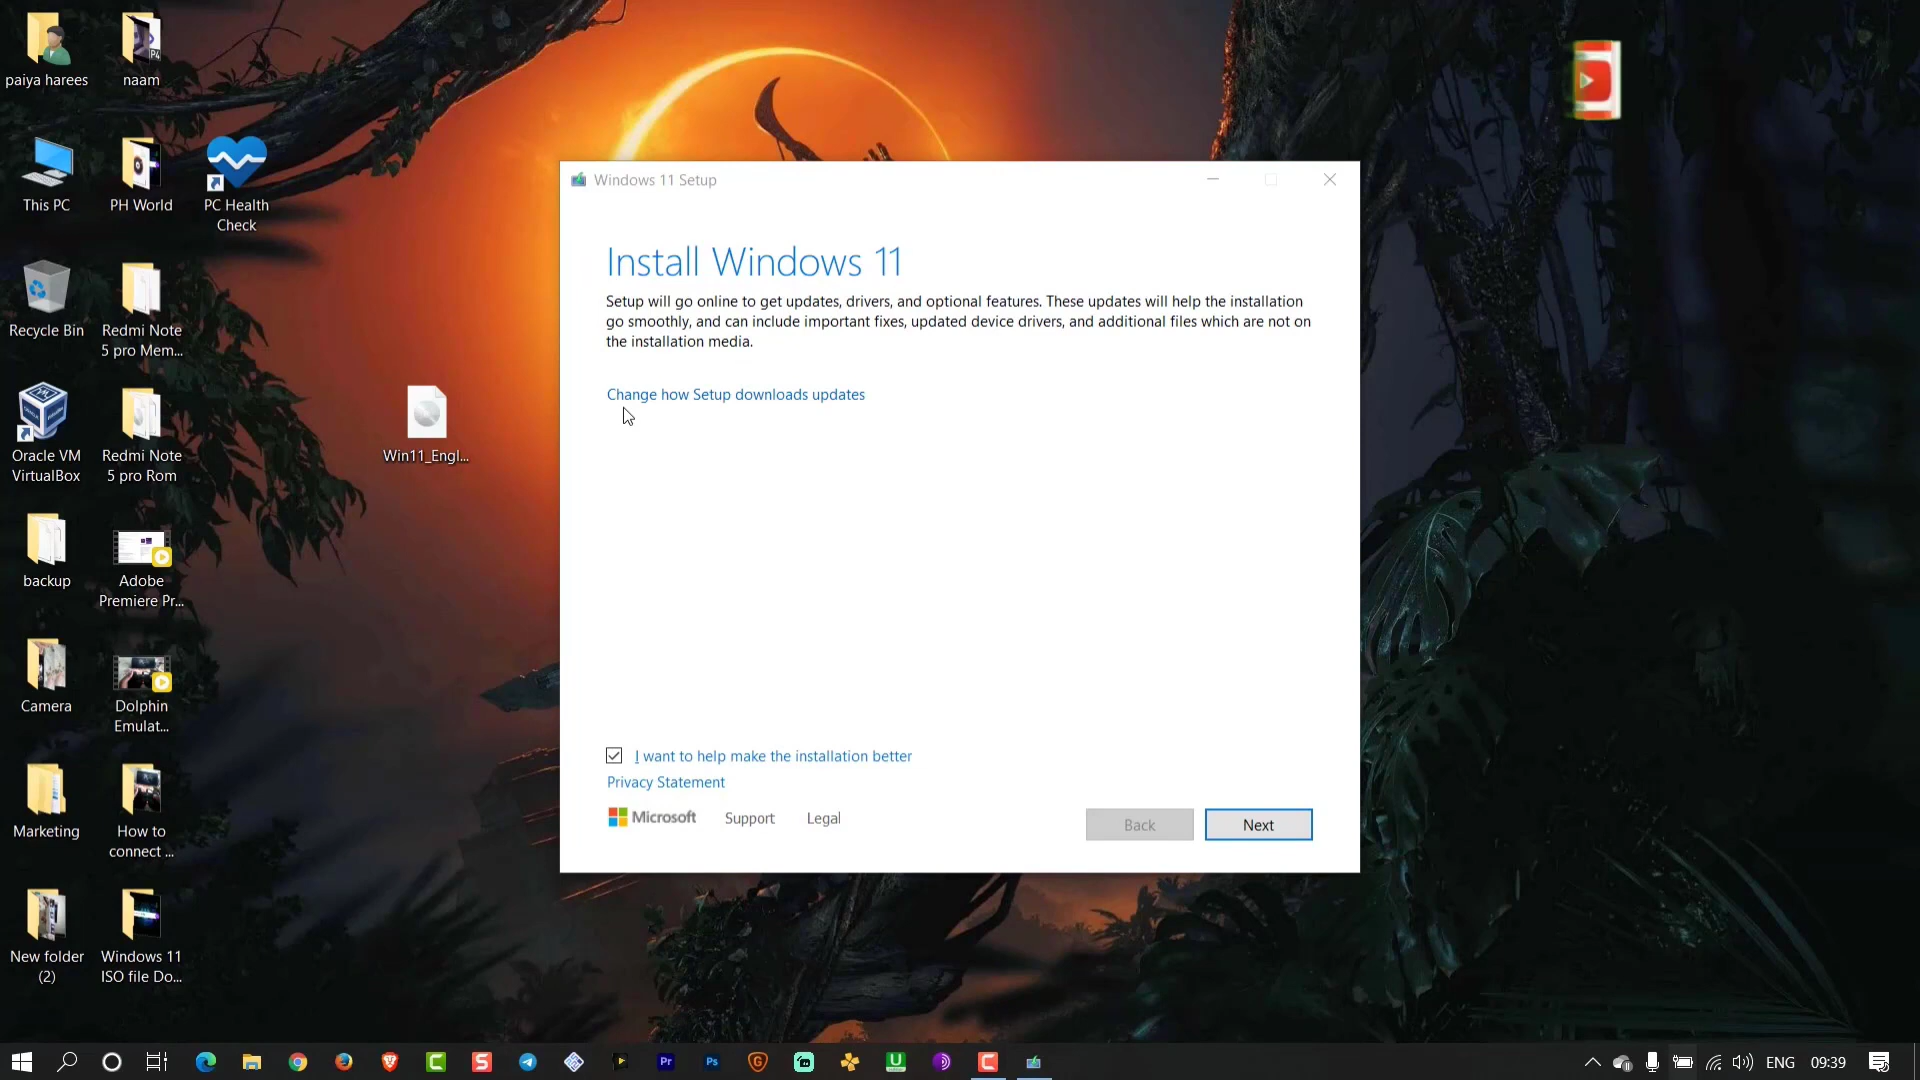 paiya harees
naam
This PC
PH World
PC Health
Check
Recycle Bin
Redmi Note
5 pro Mem...
Oracle VM
VirtualBox
Redmi Note
5 pro Rom
Win11_Engl...
backup
Adobe
Premiere Pr...
Camera
Dolphin
Emulat...
Marketing
How to
connect ...
New folder
(2)
Windows 11
ISO file Do...
Windows 11 Setup
Install Windows 11
Setup will go online to get updates, drivers, and optional features. These updates will help the installation
go smoothly, and can include important fixes, updated device drivers, and additional files which are not on
the installation media.
Change how Setup downloads updates
I want to help make the installation better
Privacy Statement
Microsoft Support Legal
Back Next
Pr Ps
ENG 09:39